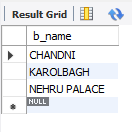 Result Grid
b_name
CHANDNI
KAROLBAGH
NEHRU PALACE
NULL